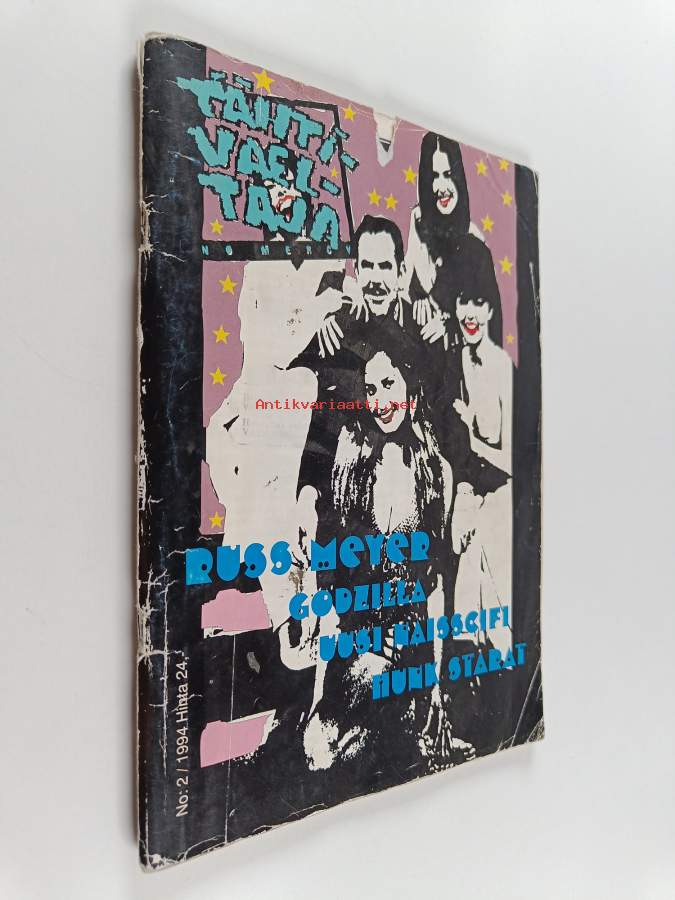 TÄHTI-
VAEL-
TAJA
NO MERCY
Antikvariaatti.net
RUSS MEYER
GODZILLA
UUSI NAISSCIFI
HUNK STARAT
No: 2 / 1994 Hinta 24,-